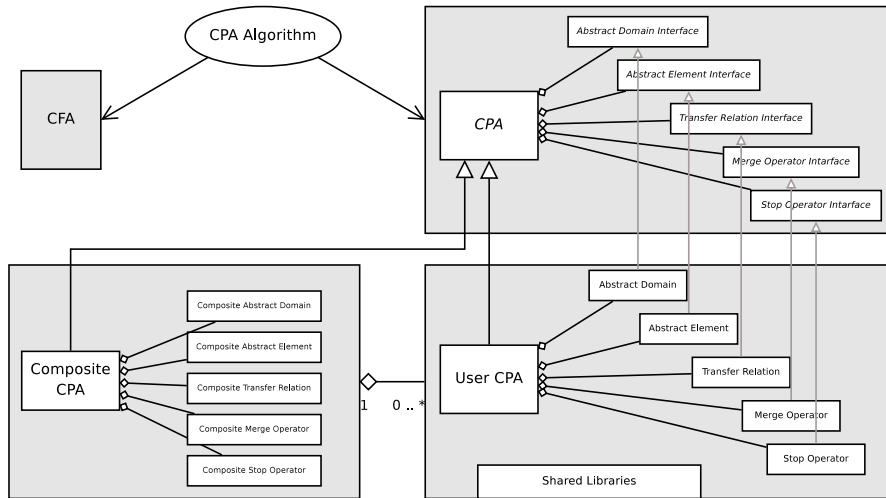 CPA Algorithm
CFA
CPA
Abstract Domain Interface
Abstract Element Interface
Transfer Relation Interface
Merge Operator Intarface
Stop Operator Intarface
Composite
CPA
Composite Abstract Domain
Composite Abstract Element
Composite Transfer Relation
Composite Merge Operator
Composite Stop Operator
1
0 .. *
User CPA
Abstract Domain
Abstract Element
Transfer Relation
Merge Operator
Stop Operator
Shared Libraries